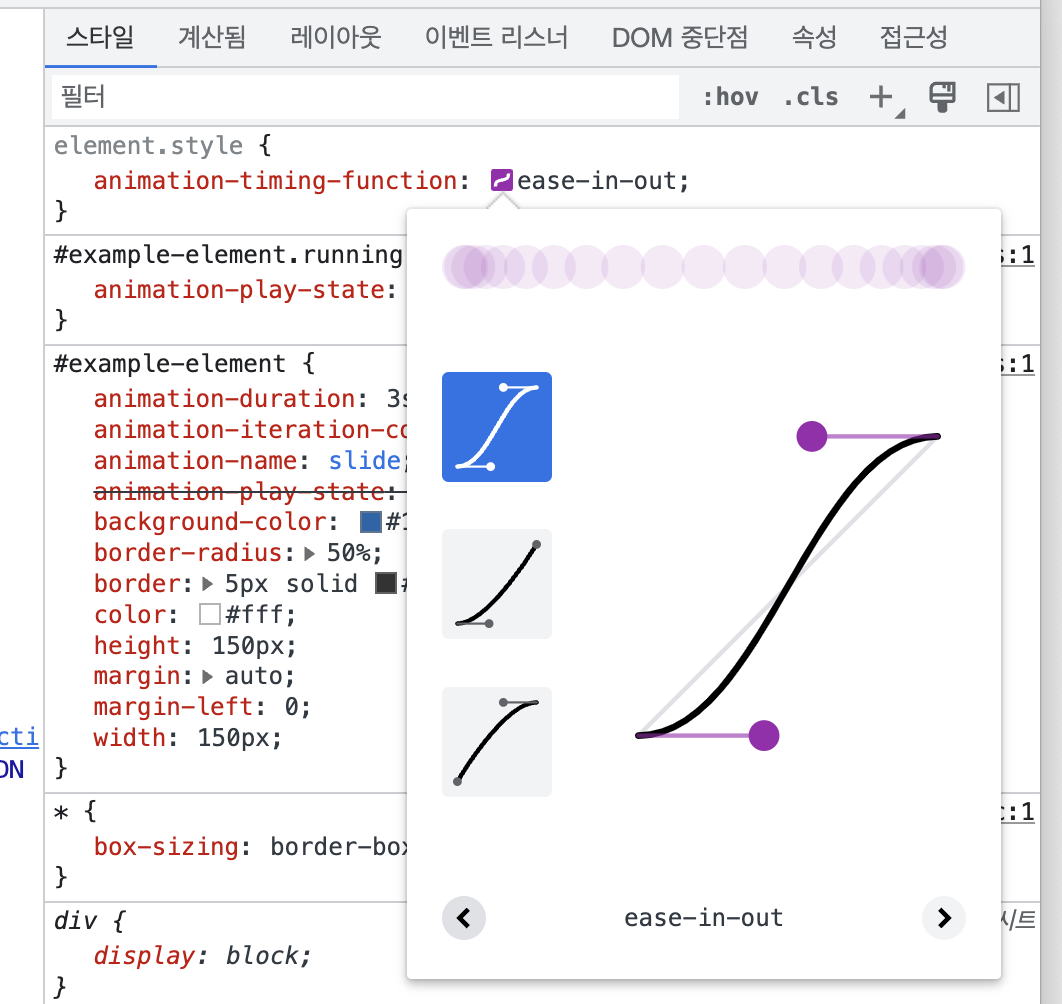 스타일 계산됨 레이아웃 이벤트 리스너 DOM 중단점 속성 접근성
필터 :hov .cls
element.style {
animation-timing-function: ease-in-out;
}
#example-element.running s:1
animation-play-state:
}
#example-element { s:1
animation-duration: 3s
animation-iteration-co
animation-name: slide;
animation-play-state:
background-color: #1
border-radius: 50%;
border: 5px solid #
color: #fff;
height: 150px;
margin: auto;
margin-left: 0;
cti
width: 150px;
ON
}
* { c:1
box-sizing: border-box
}
ease-in-out
div { 시트
display: block;
}